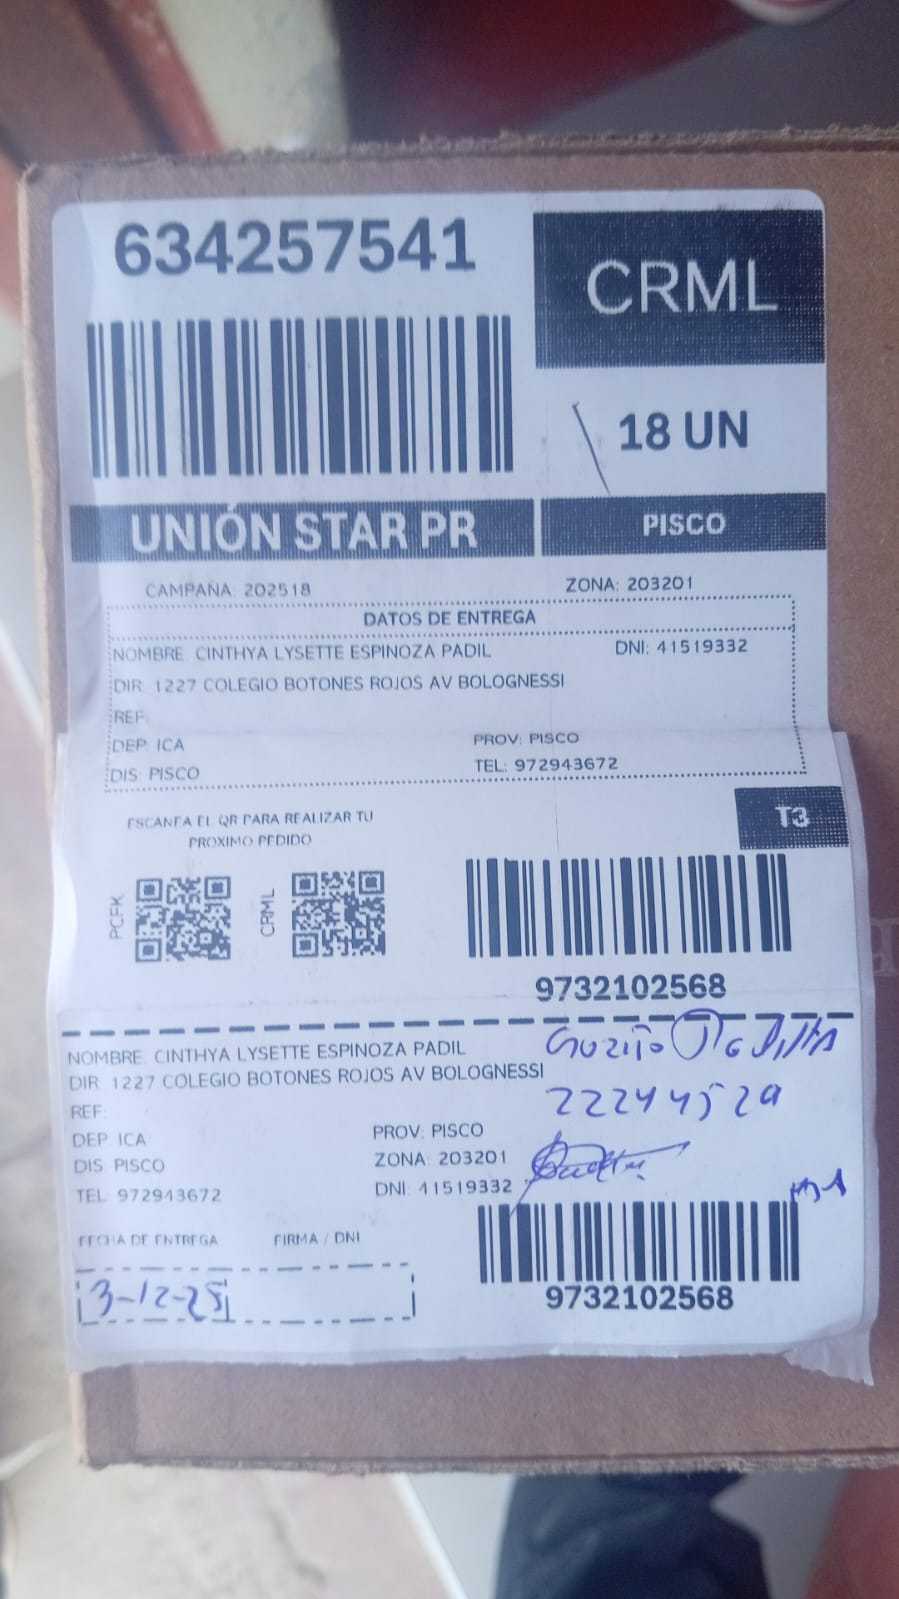 634257541
CRML
18 UN
UNIÓN STAR PR
PISCO
CAMPAÑA: 202518
ZONA: 203201
DATOS DE ENTREGA
NOMBRE: CINTHYA LYSETTE ESPINOZA PADIL
DNI: 41519332
DIR: 1227 COLEGIO BOTONES ROJOS AV BOLOGNESSI
REF:
DEP: ICA
PROV: PISCO
DIS: PISCO
TEL: 972943672
ESCANEA EL QR PARA REALIZAR TU
PROXIMO PEDIDO
T3
PCFK
CRML
9732102568
NOMBRE: CINTHYA LYSETTE ESPINOZA PADIL
DIR: 1227 COLEGIO BOTONES ROJOS AV BOLOGNESSI
REF:
DEP: ICA
PROV: PISCO
DIS: PISCO
ZONA: 203201
TEL: 972943672
DNI: 41519332
Padilla
FECHA DE ENTREGA
FIRMA / DNI
3-12-25
9732102568